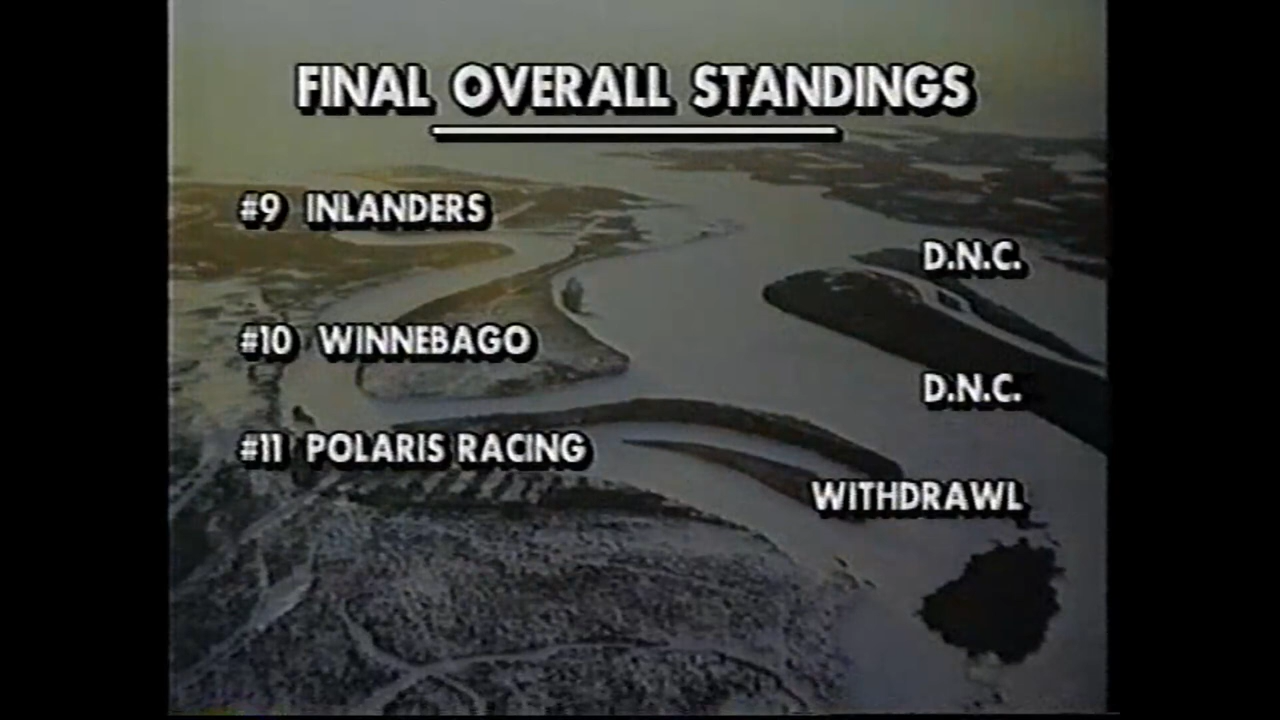 FINAL OVERALL STANDINGS
#9 INLANDERS
D.N.C.
#10 WINNEBAGO
D.N.C.
#11 POLARIS RACING
WITHDRAWL